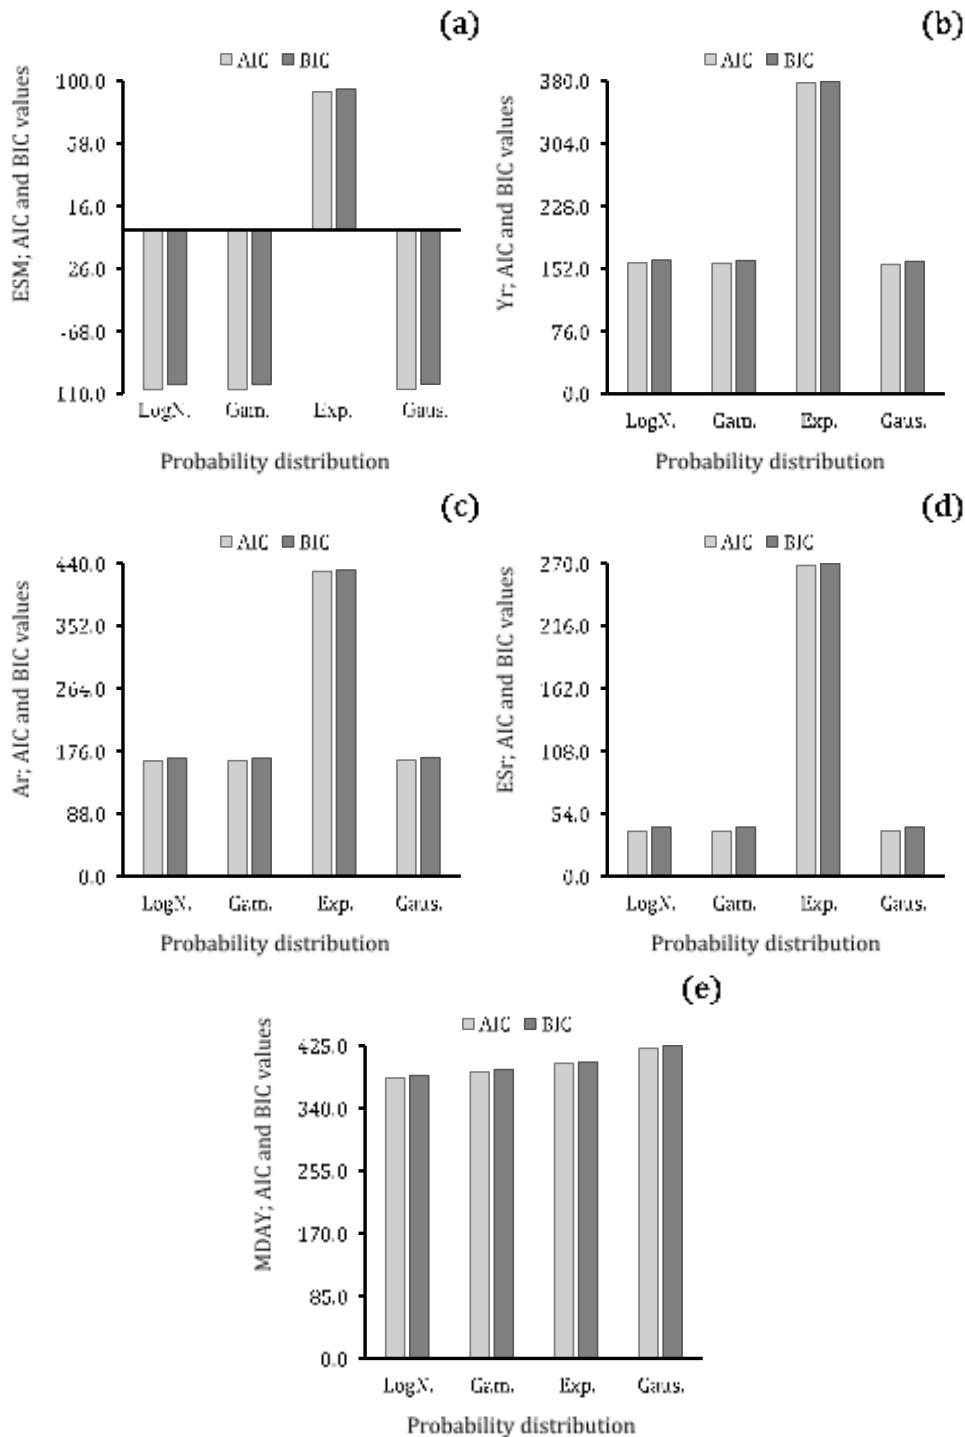 (a)
AIC BIC
ESM; AIC and BIC values
100.0
58.0
16.0
26.0
-68.0
110.0
LogN. Gam. Exp. Gaus.
Probability distribution
(b)
AIC BIC
Yr; AIC and BIC values
380.0
304.0
228.0
152.0
76.0
0.0
LogN. Gam. Exp. Gaus.
Probability distribution
(c)
AIC BIC
Ar; AIC and BIC values
440.0
352.0
264.0
176.0
88.0
0.0
LogN. Gam. Exp. Gaus.
Probability distribution
(d)
AIC BIC
ESr; AIC and BIC values
270.0
216.0
162.0
108.0
54.0
0.0
LogN. Gam. Exp. Gaus.
Probability distribution
(e)
AIC BIC
MDAY; AIC and BIC values
425.0
340.0
255.0
170.0
85.0
0.0
LogN. Gam. Exp. Gaus.
Probability distribution